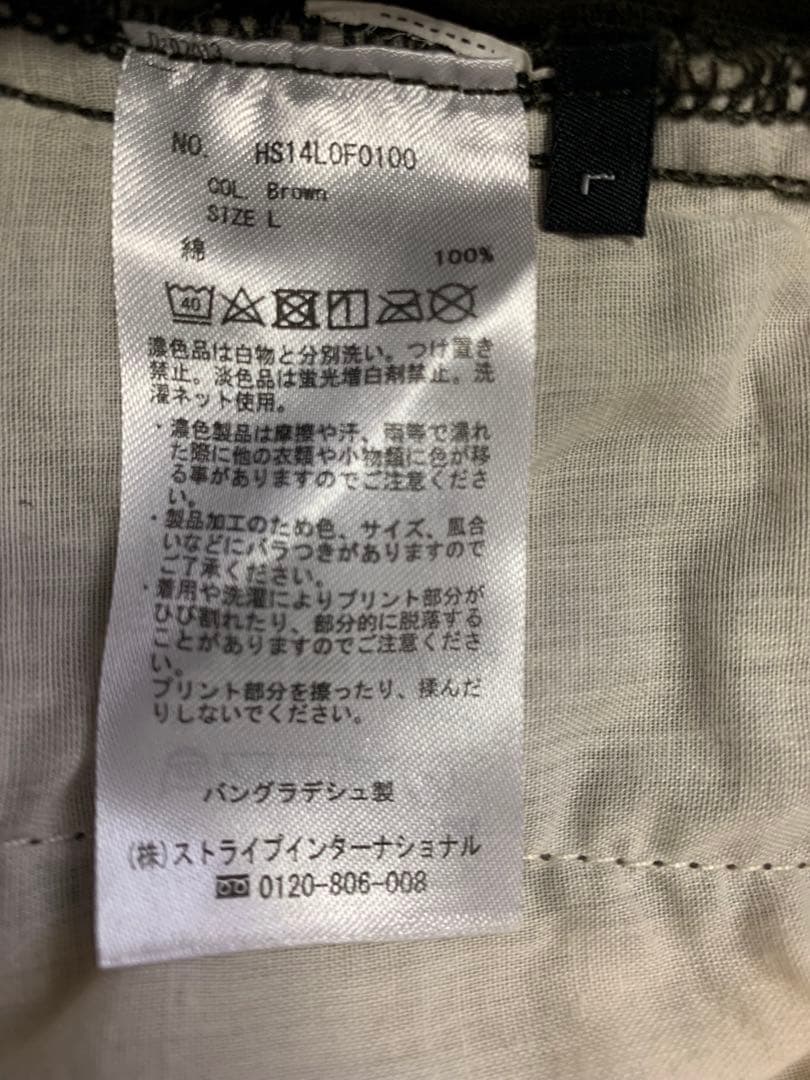 NO. HS14L0F0100
COL. Brown
SIZE L
綿 100%
40
濃色品は白物と分別洗い。つけ置き
禁止。淡色品は蛍光増白剤禁止。洗
濯ネット使用。
・濃色製品は摩擦や汗、雨等で濡れ
た際に他の衣類や小物類に色が移
る事がありますのでご注意くださ
い。
・製品加工のため色、サイズ、風合
いなどにバラつきがありますので
ご了承ください。
・着用や洗濯によりプリント部分が
ひび割れたり、部分的に脱落する
ことがありますのでご注意くださ
い。
プリント部分を擦ったり、揉んだ
りしないでください。
バングラデシュ製
(株)ストライプインターナショナル
0120-806-008
L